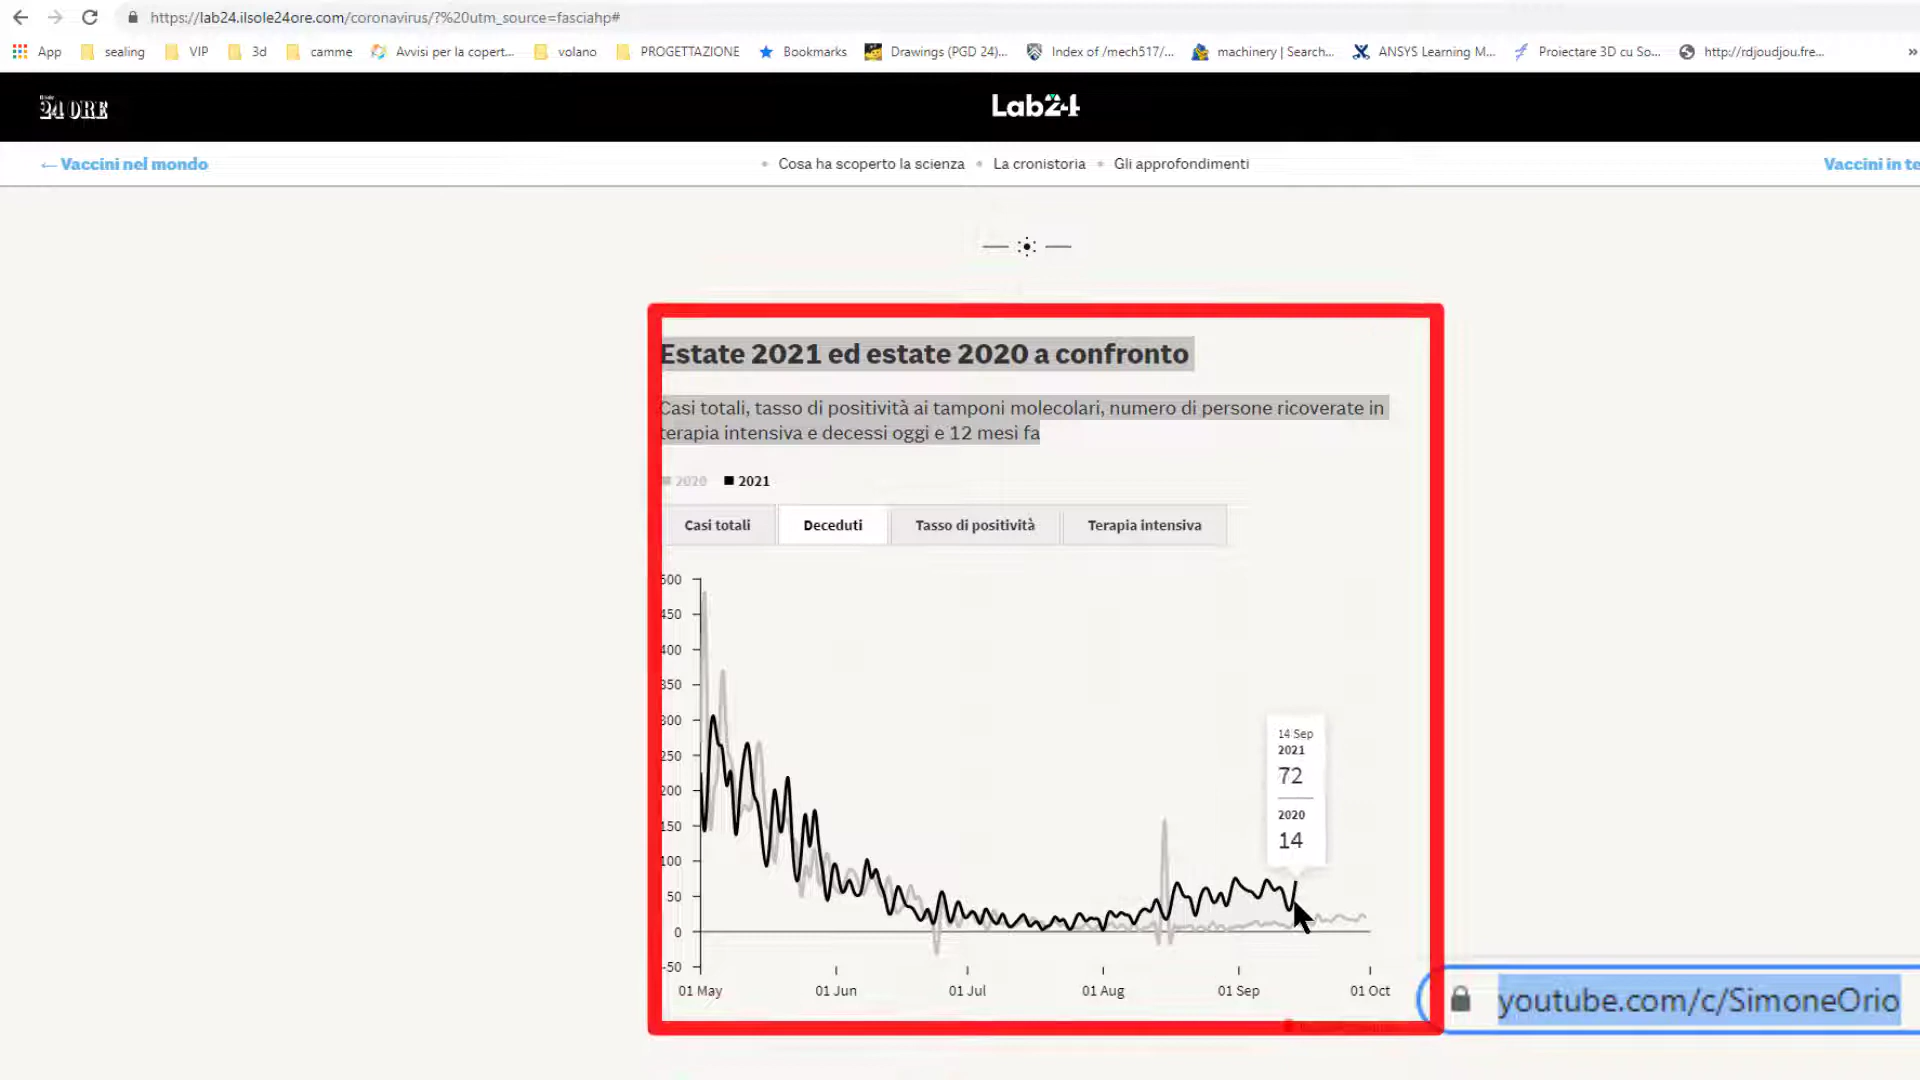 https://lab24.ilsole24ore.com/coronavirus/?%20utm_source=fasciahp#
App sealing VIP 3d camme Avvisi per la copert... volano PROGETTAZIONE Bookmarks Drawings (PGD 24)... Index of /mech517/... machinery | Search... ANSYS Learning M... Proiectare 3D cu So... http://rdjoudjou.fre... »
24 ORE
Lab24
← Vaccini nel mondo
Cosa ha scoperto la scienza
La cronistoria
Gli approfondimenti
Vaccini in te
Estate 2021 ed estate 2020 a confronto
Casi totali, tasso di positività ai tamponi molecolari, numero di persone ricoverate in
terapia intensiva e decessi oggi e 12 mesi fa
2020 2021
Casi totali Deceduti Tasso di positività Terapia intensiva
500
450
400
350
300
250
200
150
100
50
0
-50
14 Sep
2021
72
2020
14
01 May 01 Jun 01 Jul 01 Aug 01 Sep 01 Oct
youtube.com/c/SimoneOrio